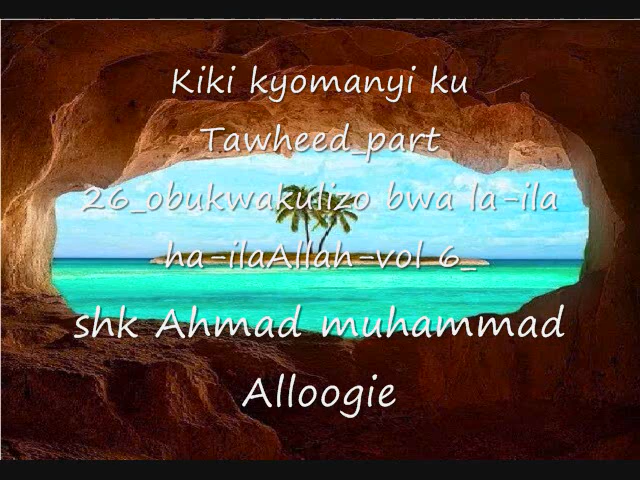 Kiki kyomanyi ku
Tawheed_part
26_obukwakulizo bwa la-ila
ha-ilaAllah-vol 6_
shk Ahmad muhammad
Alloogie